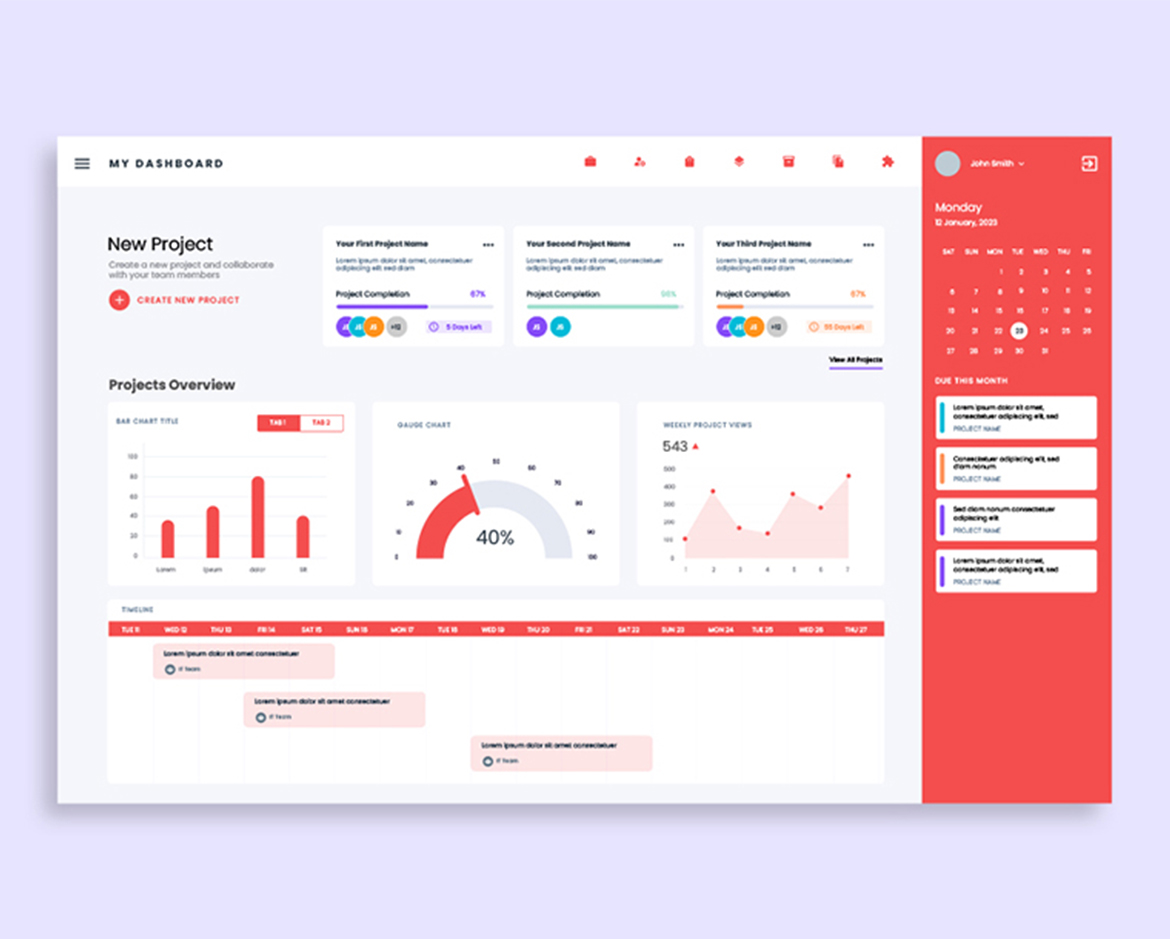 MY DASHBOARD
John Smith
Monday
12 January, 2023
SAT SUN MON TUE WED THU FRI
1 2 3 4 5
6 7 8 9 10 11 12
13 14 15 16 17 18 19
20 21 22 23 24 25 26
27 28 29 30 31
DUE THIS MONTH
Lorem ipsum dolor sit amet,
consectetuer adipiscing elit, sed
PROJECT NAME
Consectetuer adipiscing elit, sed
diam nonum
PROJECT NAME
Sed diam nonum consectetuer
adipiscing elit
PROJECT NAME
Lorem ipsum dolor sit amet,
consectetuer adipiscing elit, sed
PROJECT NAME
New Project
Create a new project and collaborate
with your team members
CREATE NEW PROJECT
Your First Project Name
Lorem ipsum dolor sit amet, consectetuer
adipiscing elit sed diam
Project Completion 67%
JS JS JS +12 5 Days Left
Your Second Project Name
Lorem ipsum dolor sit amet, consectetuer
adipiscing elit sed diam
Project Completion 96%
JS JS
Your Third Project Name
Lorem ipsum dolor sit amet, consectetuer
adipiscing elit sed diam
Project Completion 67%
JS JS JS +12 55 Days Left
View All Projects
Projects Overview
BAR CHART TITLE
TAB 1 TAB 2
100
80
60
40
20
0
Lorem Ipsum dolor sit
GAUGE CHART
0 10 20 30 40 50 60 70 80 90 100
40%
WEEKLY PROJECT VIEWS
543
500
400
300
200
100
0
1 2 3 4 5 6 7
TIMELINE
TUE 11 WED 12 THU 13 FRI 14 SAT 15 SUN 16 MON 17 TUE 18 WED 19 THU 20 FRI 21 SAT 22 SUN 23 MON 24 TUE 25 WED 26 THU 27
Lorem ipsum dolor sit amet consectetuer
IT Team
Lorem ipsum dolor sit amet consectetuer
IT Team
Lorem ipsum dolor sit amet consectetuer
IT Team